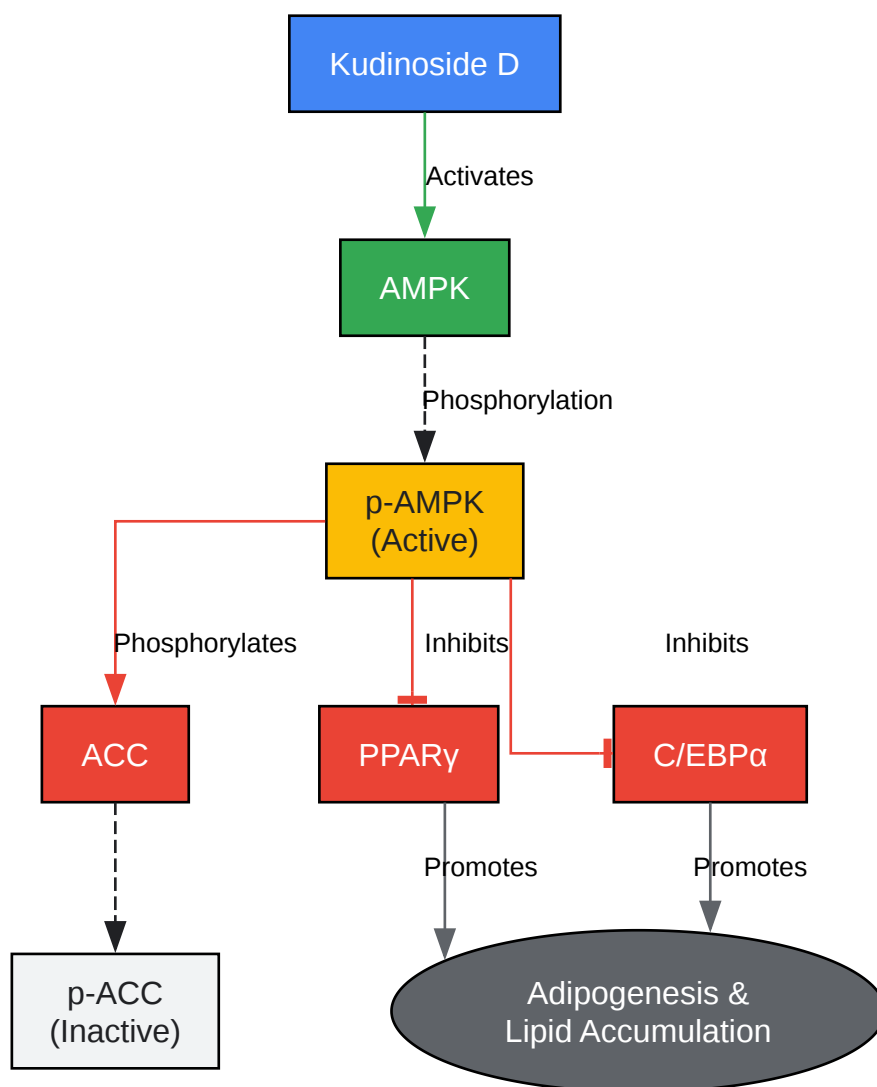 Kudinoside D
Activates
AMPK
Phosphorylation
p-AMPK
(Active)
Phosphorylates
Inhibits
Inhibits
ACC
PPARγ
C/EBPα
Promotes
Promotes
p-ACC
(Inactive)
Adipogenesis &
Lipid Accumulation